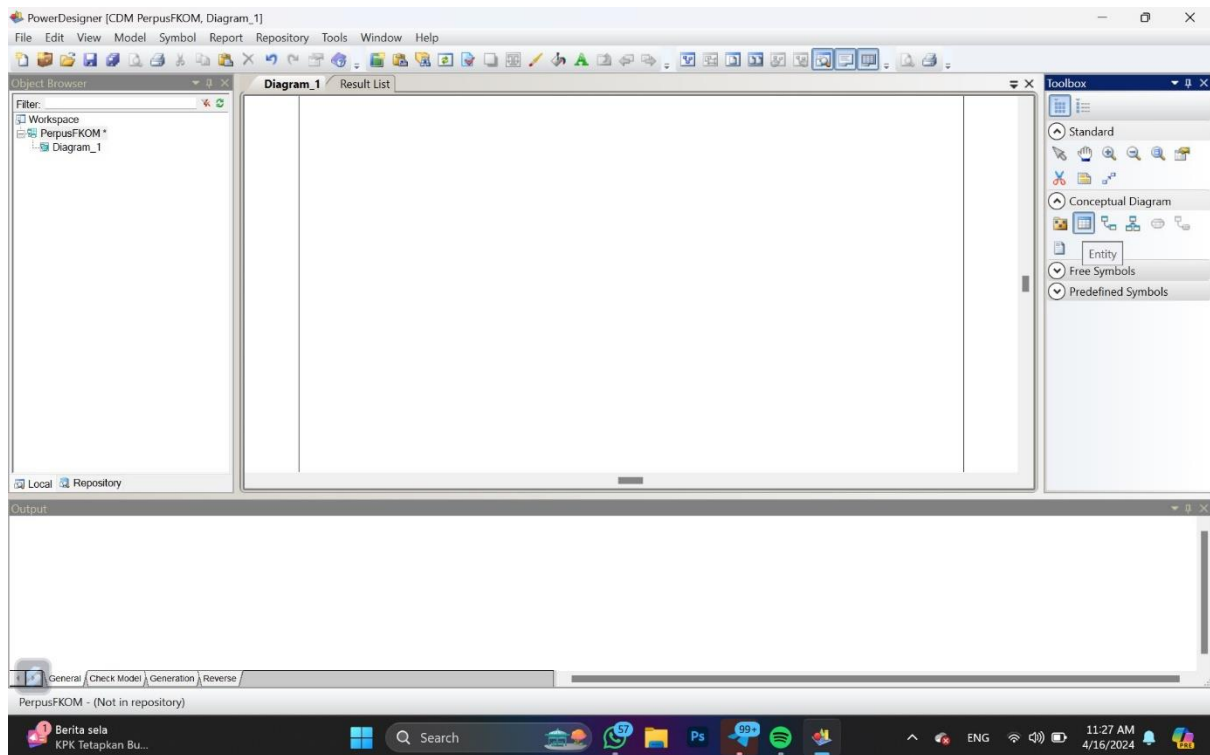 PowerDesigner [CDM PerpusFKOM, Diagram_1]
File Edit View Model Symbol Report Repository Tools Window Help
Object Browser
Diagram_1 Result List
Toolbox
Filter:
Workspace
PerpusFKOM *
Diagram_1
Standard
Conceptual Diagram
Entity
Free Symbols
Predefined Symbols
Local Repository
Output
General Check Model Generation Reverse
PerpusFKOM - (Not in repository)
1
Berita sela
KPK Tetapkan Bu...
Search
57
Ps
99+
ENG
11:27 AM
4/16/2024
PRE